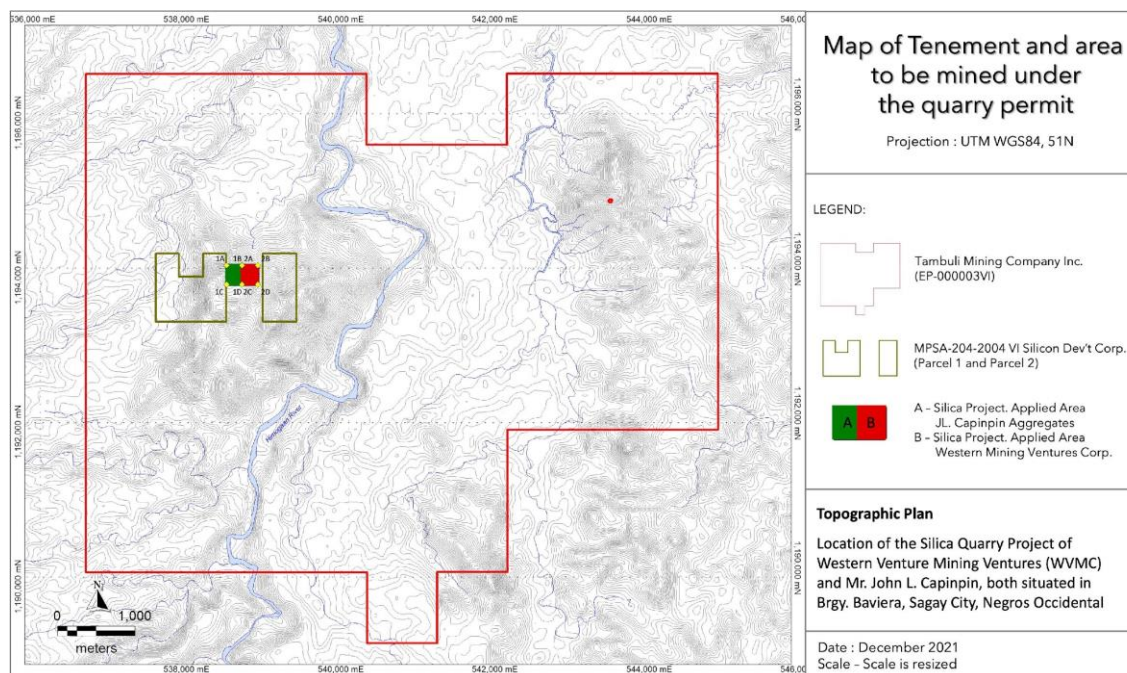 536,000 mE 538,000 mE 540,000 mE 542,000 mE 544,000 mE 546,0
1,196,000 mN
1,196,000 mN
1,194,000 mN
1,194,000 mN
1A 1B 2A 2B
1C 1D 2C 2D
1,192,000 mN
1,192,000 mN
Himogaan River
1,190,000 mN
1,190,000 mN
N
0 1,000
meters
538,000 mE 540,000 mE 542,000 mE 544,000 mE 546,0
Map of Tenement and area
to be mined under
the quarry permit
Projection : UTM WGS84, 51N
LEGEND:
Tambuli Mining Company Inc.
(EP-000003VI)
MPSA-204-2004 VI Silicon Dev't Corp.
(Parcel 1 and Parcel 2)
A B
A - Silica Project. Applied Area
JL. Capinpin Aggregates
B - Silica Project. Applied Area
Western Mining Ventures Corp.
Topographic Plan
Location of the Silica Quarry Project of
Western Venture Mining Ventures (WVMC)
and Mr. John L. Capinpin, both situated in
Brgy. Baviera, Sagay City, Negros Occidental
Date : December 2021
Scale - Scale is resized